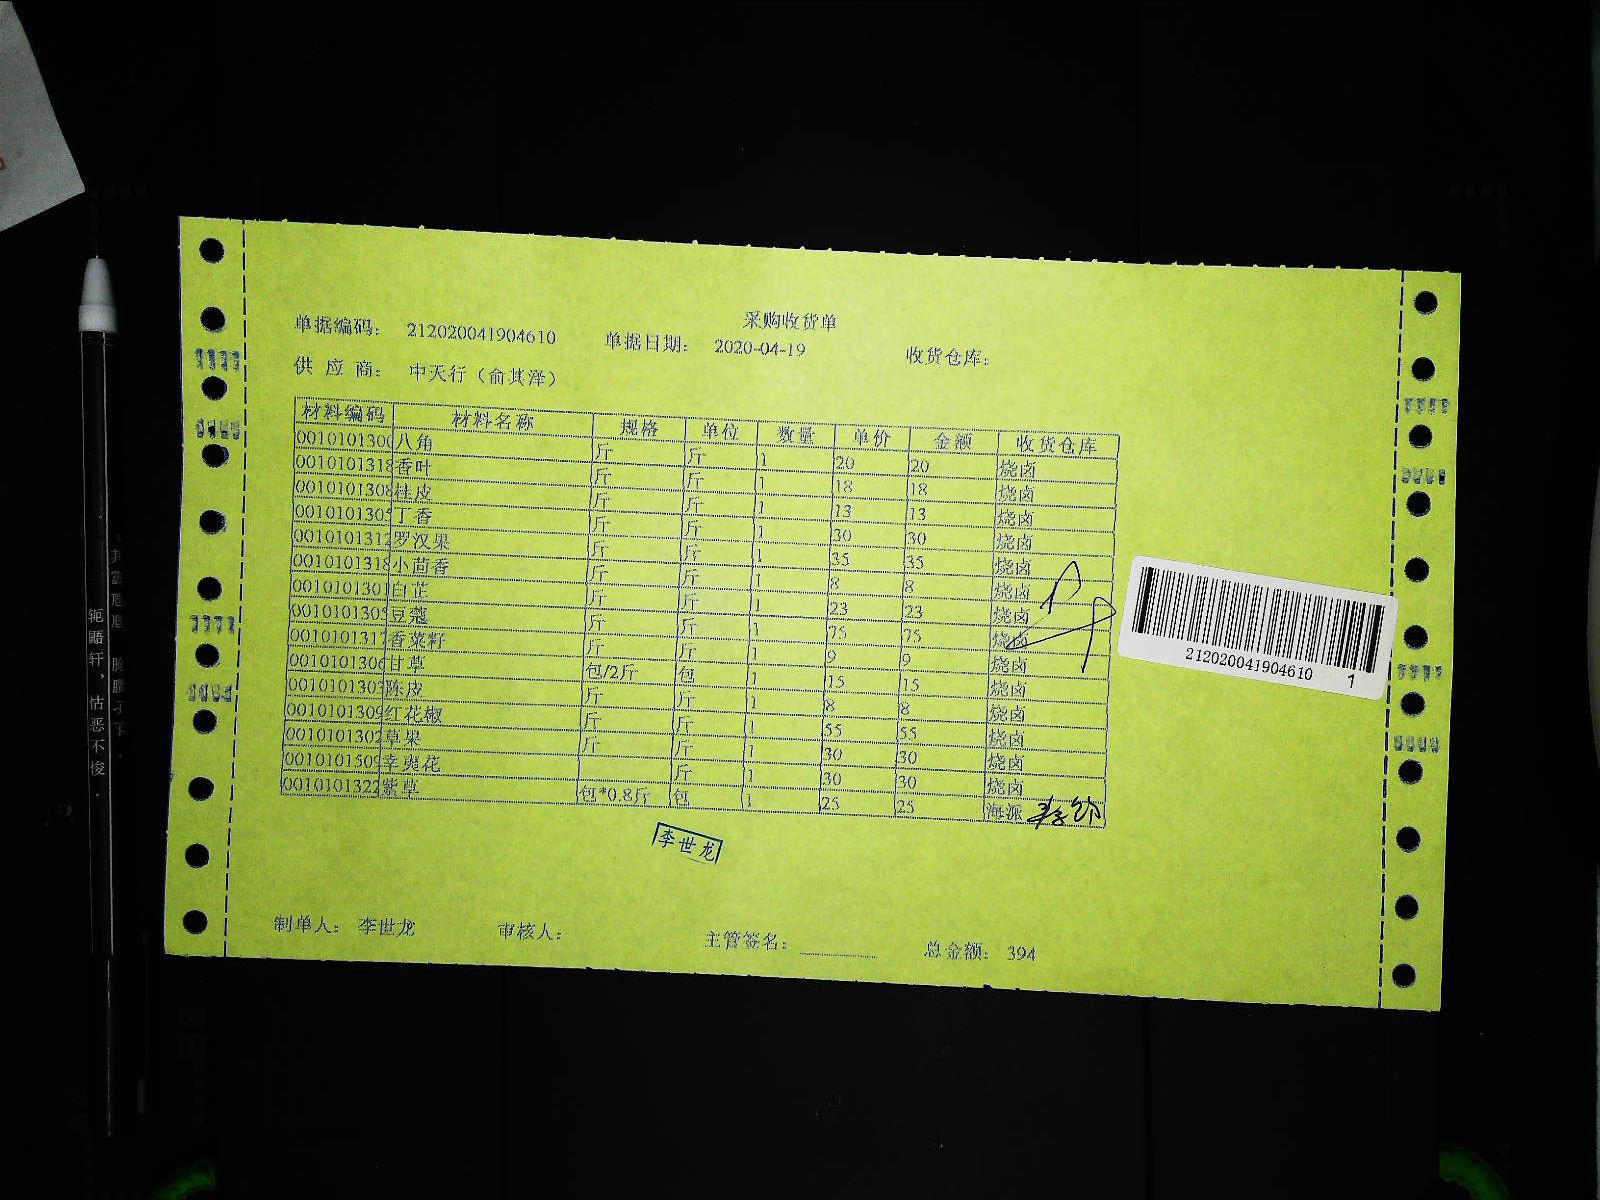 采购收货单
单据编码： 212020041904610 单据日期： 2020-04-19 收货仓库：
供 应 商： 中天行（俞其泽）
材料编码 材料名称 规格 单位 数量 单价 金额 收货仓库
0010101300 八角 斤 斤 1 20 20 烧卤
0010101318 香叶 斤 斤 1 18 18 烧卤
0010101308 桂皮 斤 斤 1 13 13 烧卤
0010101305 丁香 斤 斤 1 30 30 烧卤
0010101312 罗汉果 斤 斤 1 35 35 烧卤
0010101318 小茴香 斤 斤 1 8 8 烧卤
0010101301 白芷 斤 斤 1 23 23 烧卤
0010101305 豆蔻 斤 斤 1 75 75 烧卤
0010101317 香菜籽 斤 斤 1 9 9 烧卤
0010101306 甘草 包/2斤 包 1 15 15 烧卤
0010101303 陈皮 斤 斤 1 8 8 烧卤
0010101309 红花椒 斤 斤 1 55 55 烧卤
0010101302 草果 斤 斤 1 30 30 烧卤
0010101509 辛夷花 斤 1 30 30 烧卤
0010101322 紫草 包*0.8斤 包 1 25 25 海派
212020041904610 1
李世龙
制单人： 李世龙 审核人： 主管签名： 总金额： 394